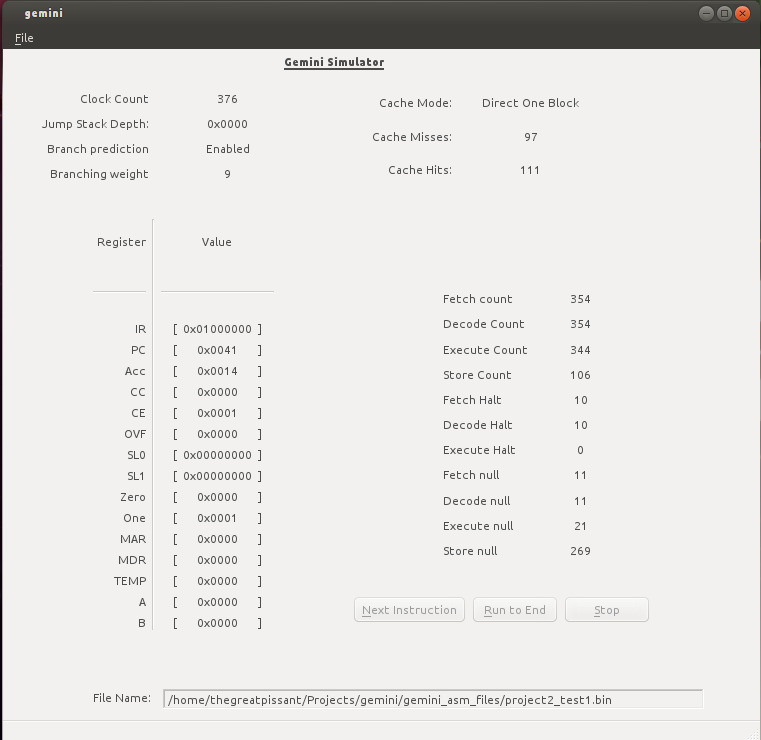 gemini
File
Gemini Simulator
Clock Count 376
Jump Stack Depth: 0x0000
Branch prediction Enabled
Branching weight 9
Cache Mode: Direct One Block
Cache Misses: 97
Cache Hits: 111
Register Value
IR [ 0x01000000 ]
PC [ 0x0041 ]
Acc [ 0x0014 ]
CC [ 0x0000 ]
CE [ 0x0001 ]
OVF [ 0x0000 ]
SL0 [ 0x00000000 ]
SL1 [ 0x00000000 ]
Zero [ 0x0000 ]
One [ 0x0001 ]
MAR [ 0x0000 ]
MDR [ 0x0000 ]
TEMP [ 0x0000 ]
A [ 0x0000 ]
B [ 0x0000 ]
Fetch count 354
Decode Count 354
Execute Count 344
Store Count 106
Fetch Halt 10
Decode Halt 10
Execute Halt 0
Fetch null 11
Decode null 11
Execute null 21
Store null 269
Next Instruction Run to End Stop
File Name: /home/thegreatpissant/Projects/gemini/gemini_asm_files/project2_test1.bin